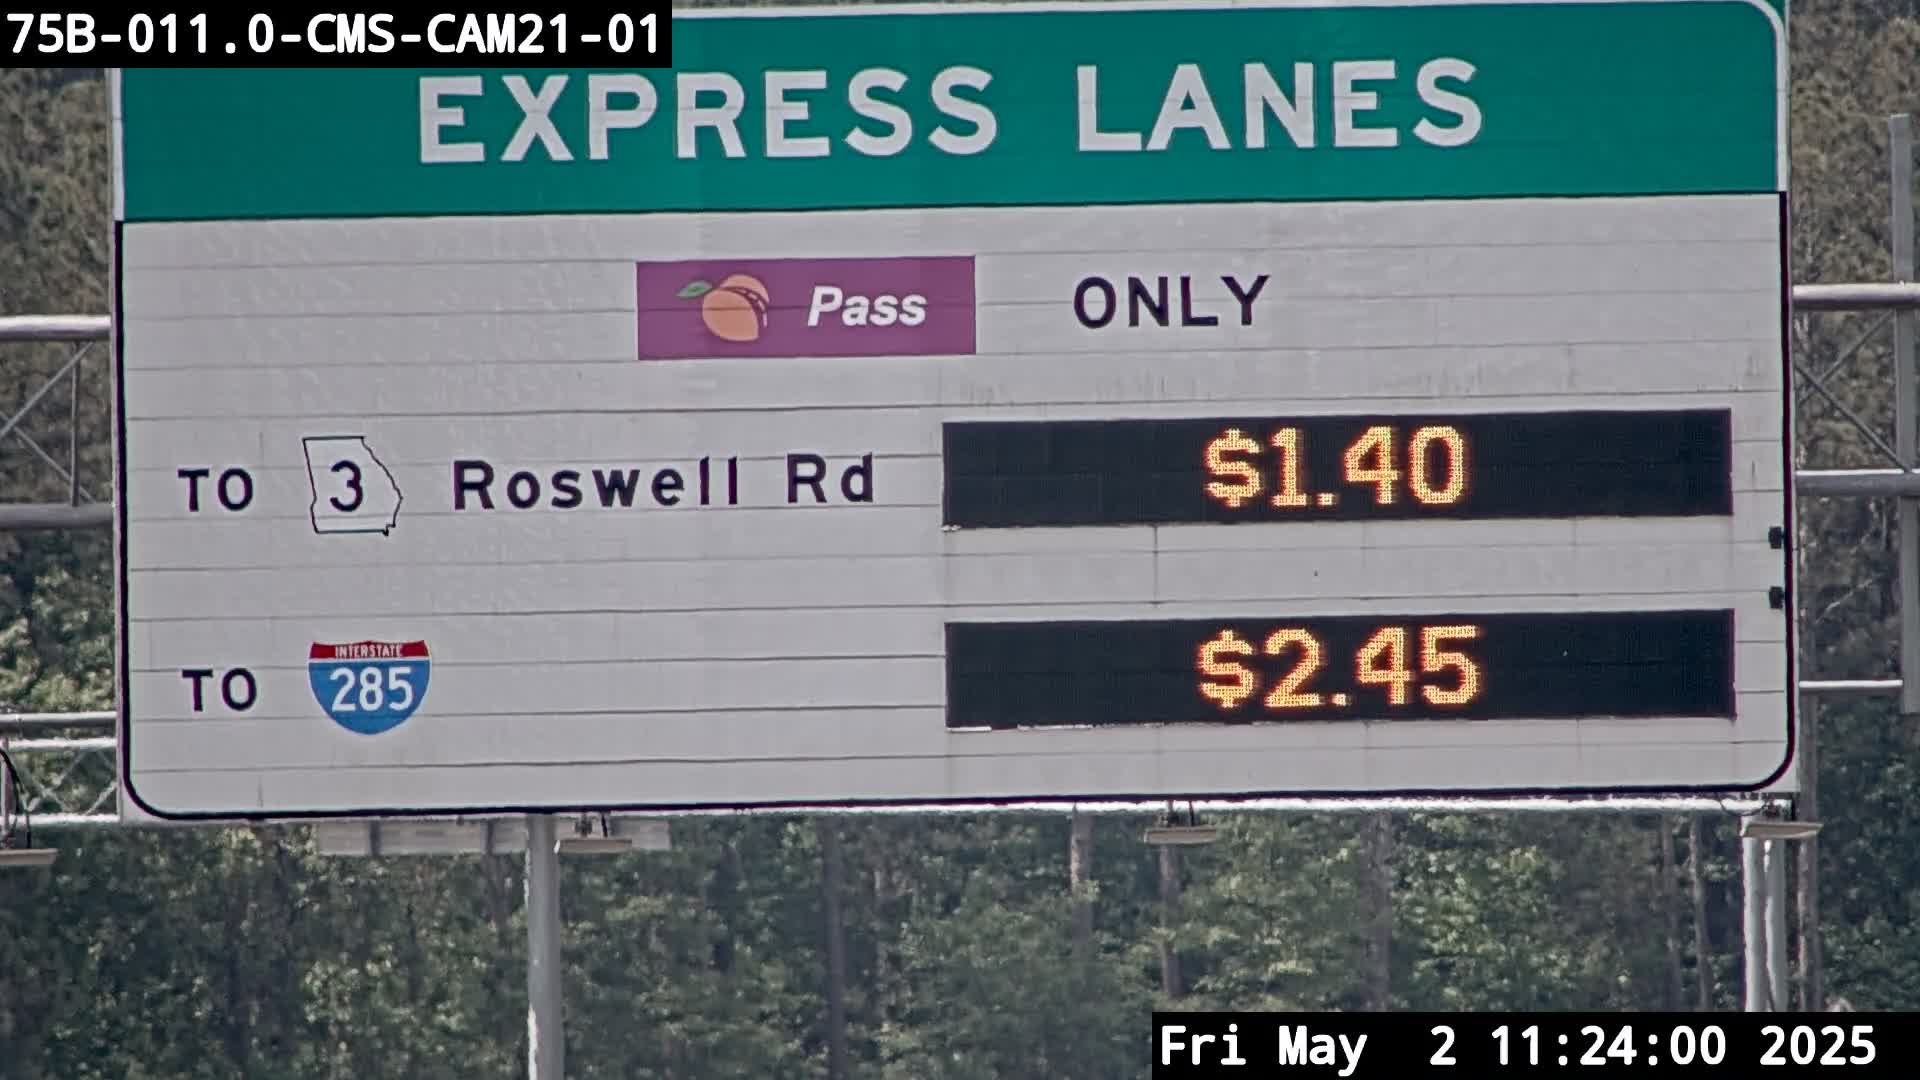 75B-011.0-CMS-CAM21-01
EXPRESS LANES
Pass ONLY
TO 3 Roswell Rd $1.40
INTERSTATE
TO 285 $2.45
Fri May 2 11:24:00 2025